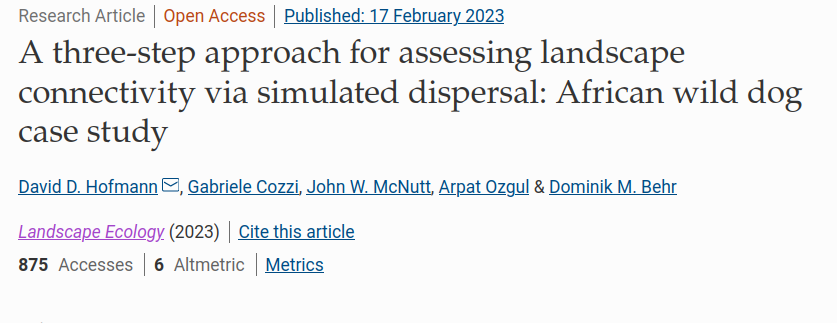 Research Article | Open Access | Published: 17 February 2023
A three-step approach for assessing landscape
connectivity via simulated dispersal: African wild dog
case study
David D. Hofmann, Gabriele Cozzi, John W. McNutt, Arpat Ozgul & Dominik M. Behr
Landscape Ecology (2023) | Cite this article
875 Accesses | 6 Altmetric | Metrics